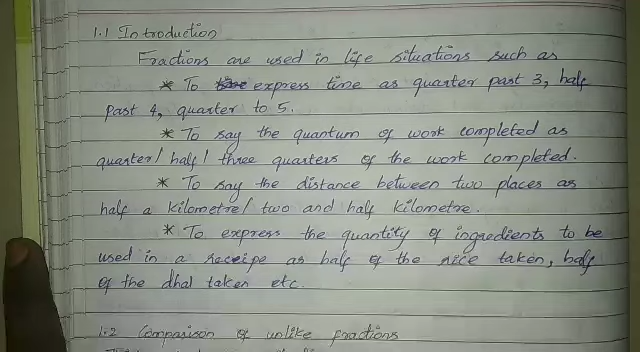 1.1 Introduction
Fractions are used in life situations such as
* To express time as quarter past 3, half
past 4, quarter to 5.
* To say the quantum of work completed as
quarter/ half/ three quarters of the work completed.
* To say the distance between two places as
half a kilometre/ two and half kilometre.
* To express the quantity of ingredients to be
used in a receipe as half of the rice taken, half
of the dhal taken etc.
1.2 Comparison of unlike fractions